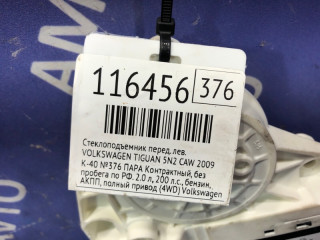 116456 376
Стеклоподъемник перед. лев.
VOLKSWAGEN TIGUAN 5N2 CAW 2009
К-40 №376 ПАРА Контрактный, без
пробега по РФ. 2.0 л, 200 л.с., бензин,
АКПП, полный привод (4WD) Volkswagen